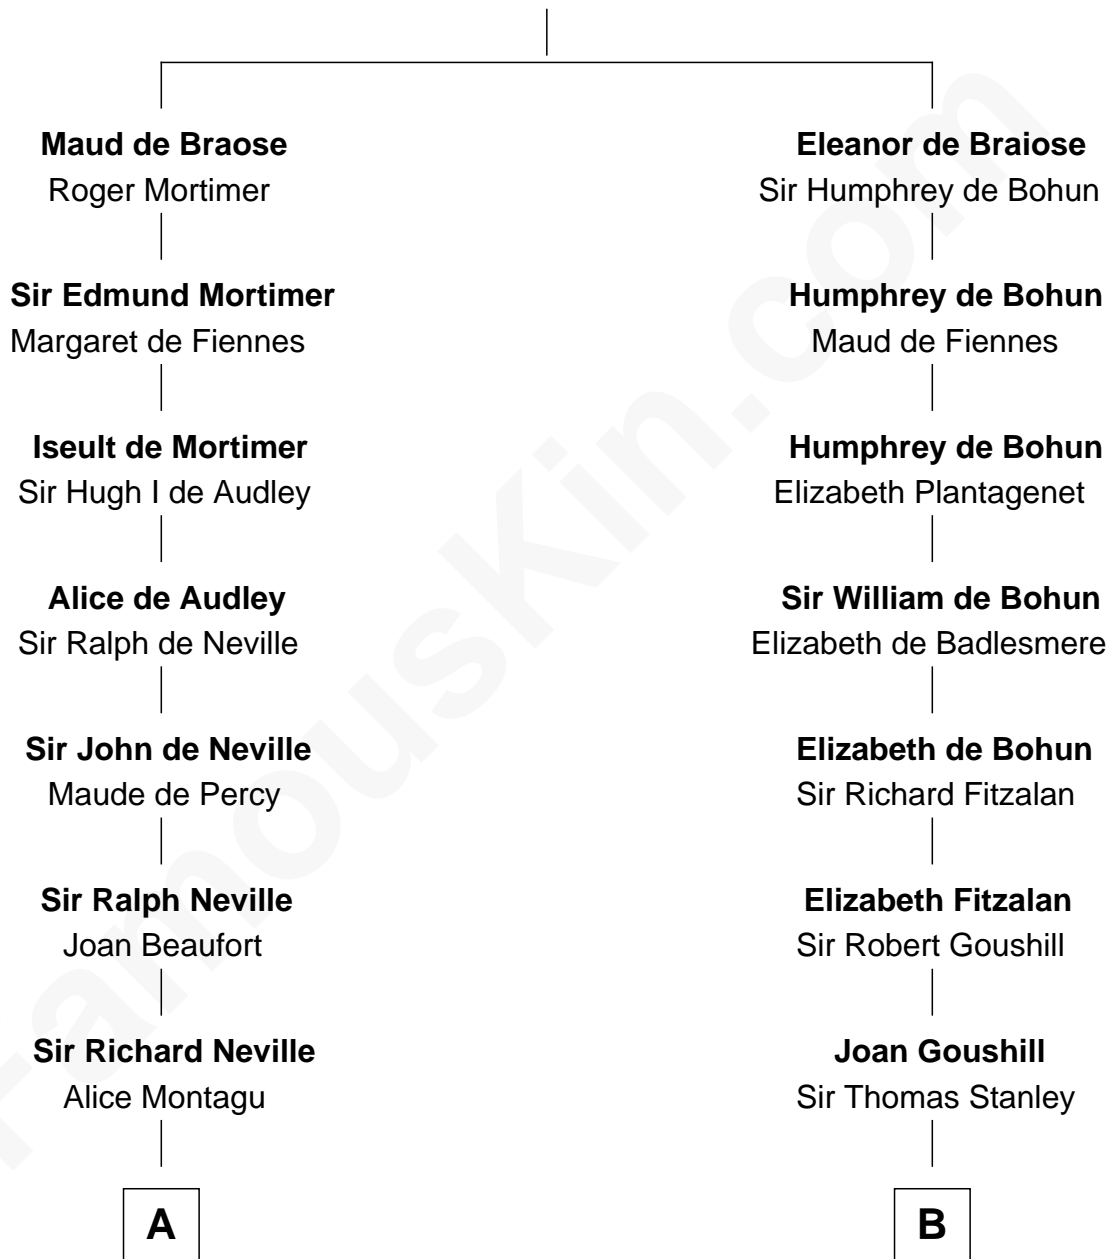 Maud de Braose
Roger Mortimer
Sir Edmund Mortimer
Margaret de Fiennes
Iseult de Mortimer
Sir Hugh I de Audley
Alice de Audley
Sir Ralph de Neville
Sir John de Neville
Maude de Percy
Sir Ralph Neville
Joan Beaufort
Sir Richard Neville
Alice Montagu
A
Eleanor de Braiose
Sir Humphrey de Bohun
Humphrey de Bohun
Maud de Fiennes
Humphrey de Bohun
Elizabeth Plantagenet
Sir William de Bohun
Elizabeth de Badlesmere
Elizabeth de Bohun
Sir Richard Fitzalan
Elizabeth Fitzalan
Sir Robert Goushill
Joan Goushill
Sir Thomas Stanley
B
FamousKin.com